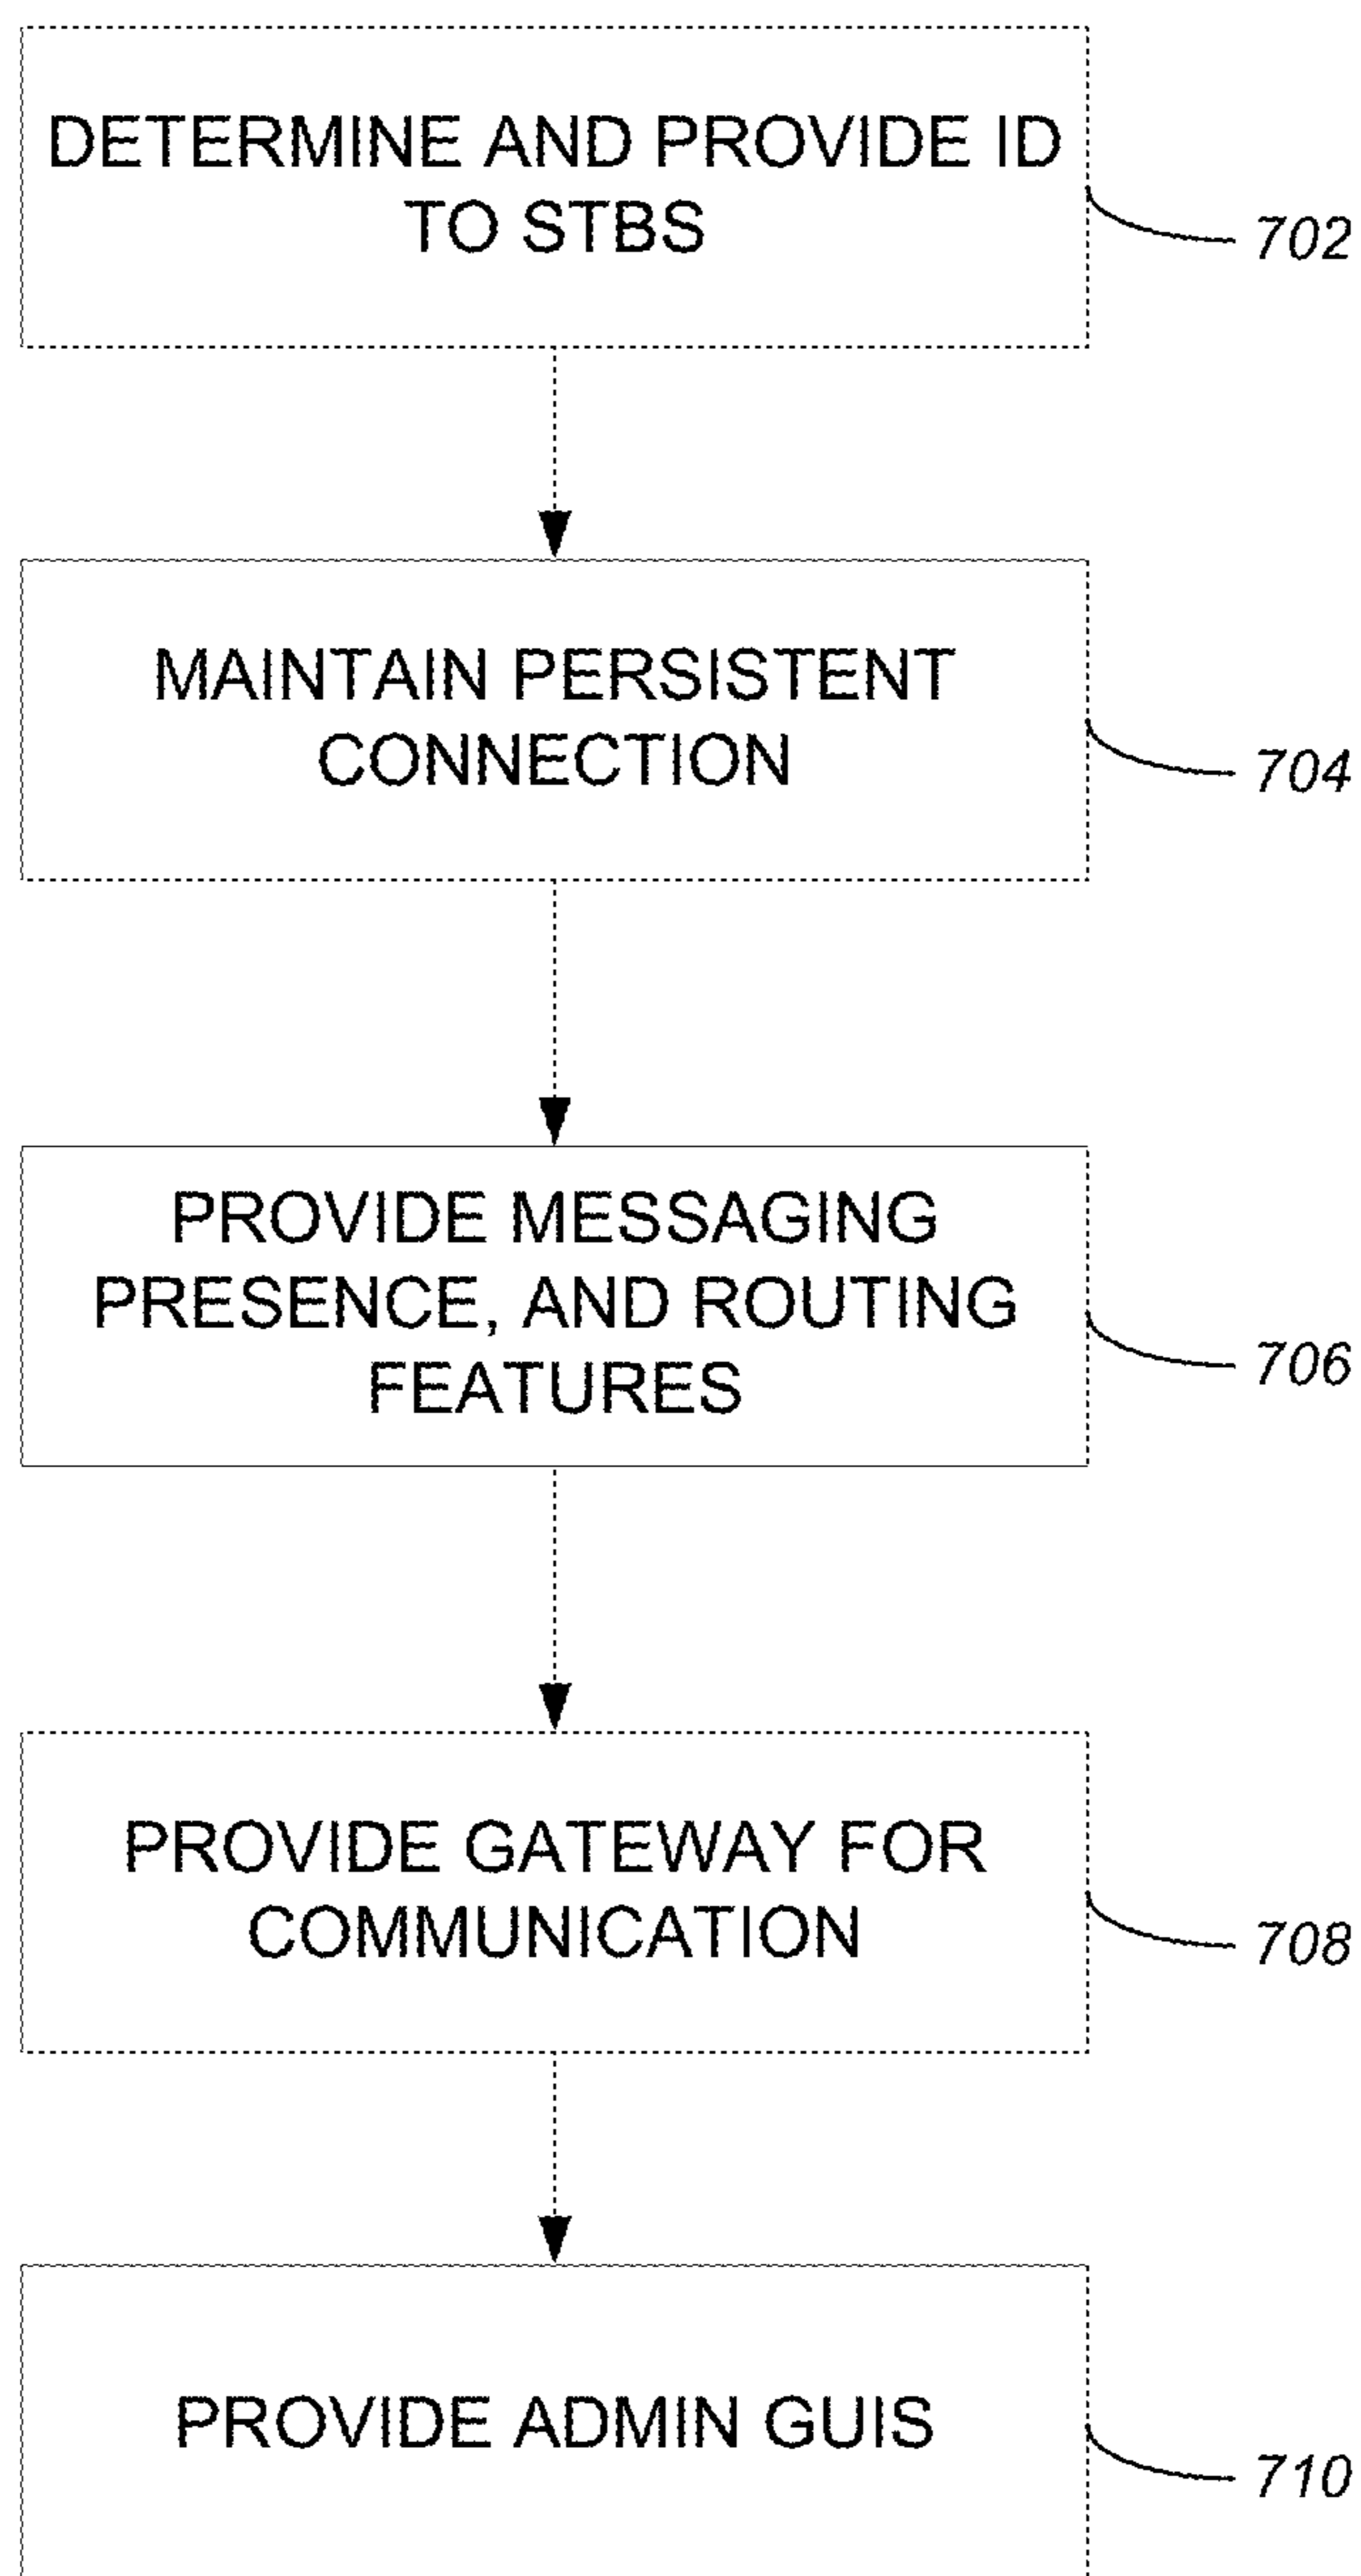 DETERMINE AND PROVIDE ID
TO STBS
702
MAINTAIN PERSISTENT
CONNECTION
704
PROVIDE MESSAGING
PRESENCE, AND ROUTING
FEATURES
706
PROVIDE GATEWAY FOR
COMMUNICATION
708
PROVIDE ADMIN GUIS
710